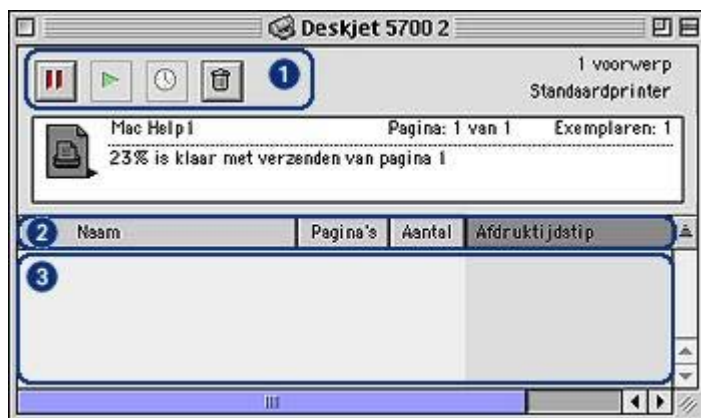 Deskjet 5700 2
1
1 voorwerp
Standaardprinter
Mac Help1 Pagina: 1 van 1 Exemplaren: 1
23% is klaar met verzenden van pagina 1
2 Naam Pagina's Aantal Afdruktijdstip
3